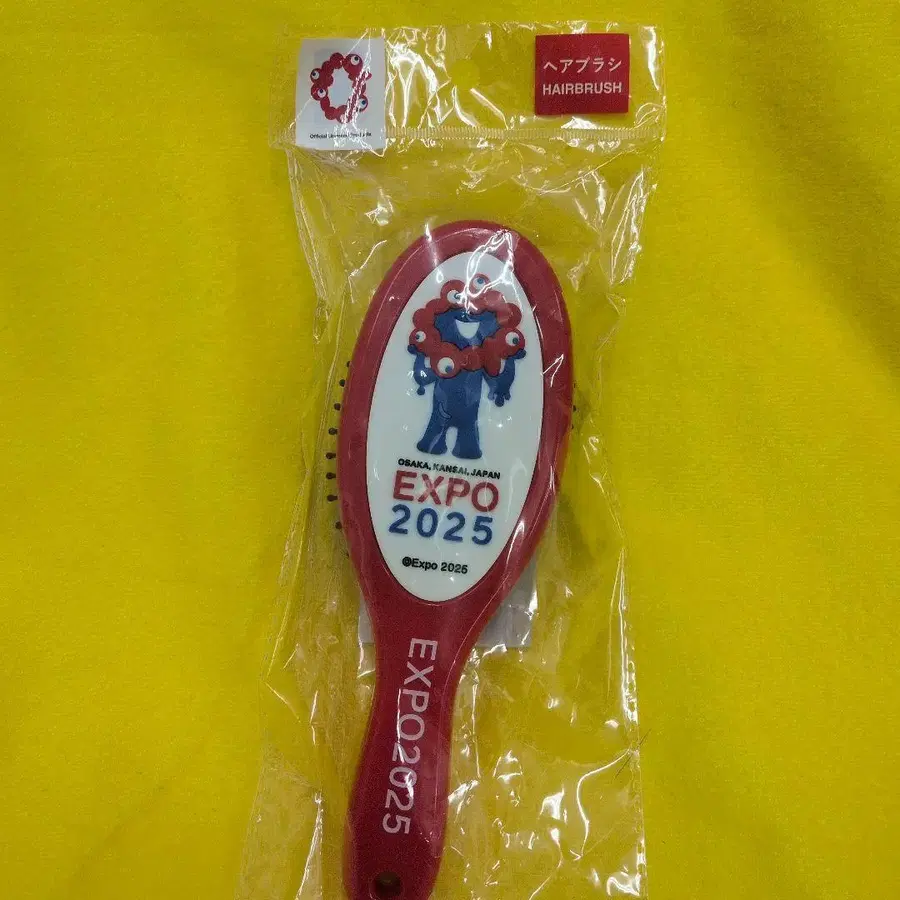 ヘアブラシ
HAIRBRUSH
OSAKA, KANSAI, JAPAN
EXPO
2025
©Expo 2025
EXPO2025